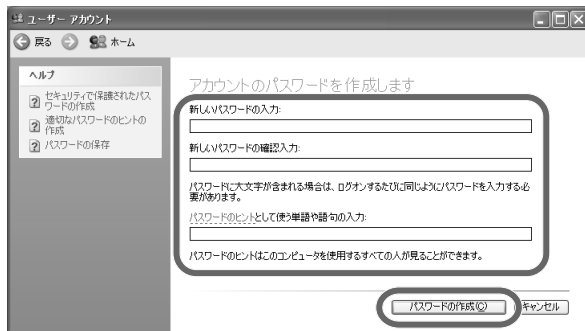 ユーザー アカウント
戻る
ホーム
ヘルプ
セキュリティで保護されたパス
ワードの作成
適切なパスワードのヒントの
作成
パスワードの保存
アカウントのパスワードを作成します
新しいパスワードの入力:
新しいパスワードの確認入力:
パスワードに大文字が含まれる場合は、ログオンするたびに同じようにパスワードを入力する必
要があります。
パスワードのヒントとして使う単語や語句の入力:
パスワードのヒントはこのコンピュータを使用するすべての人が見ることができます。
パスワードの作成(C)
キャンセル